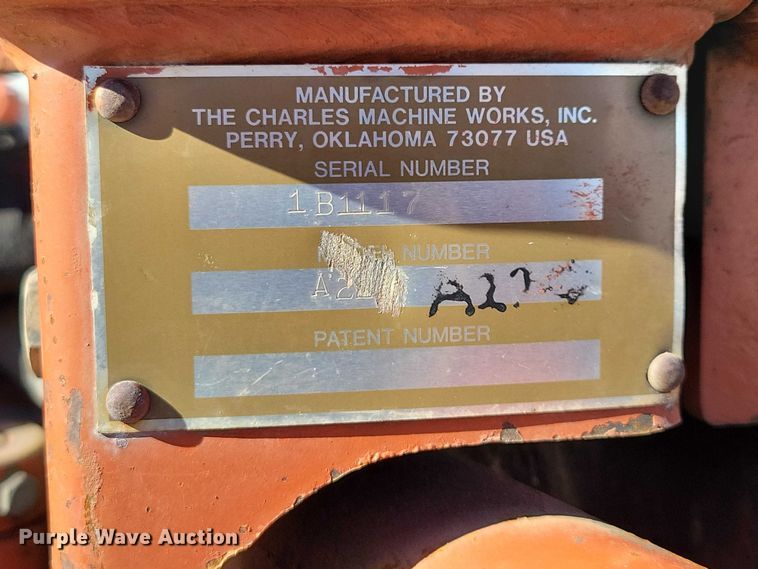 MANUFACTURED BY
THE CHARLES MACHINE WORKS, INC.
PERRY, OKLAHOMA 73077 USA
SERIAL NUMBER
1B1117
MODEL NUMBER
PATENT NUMBER
Purple Wave Auction